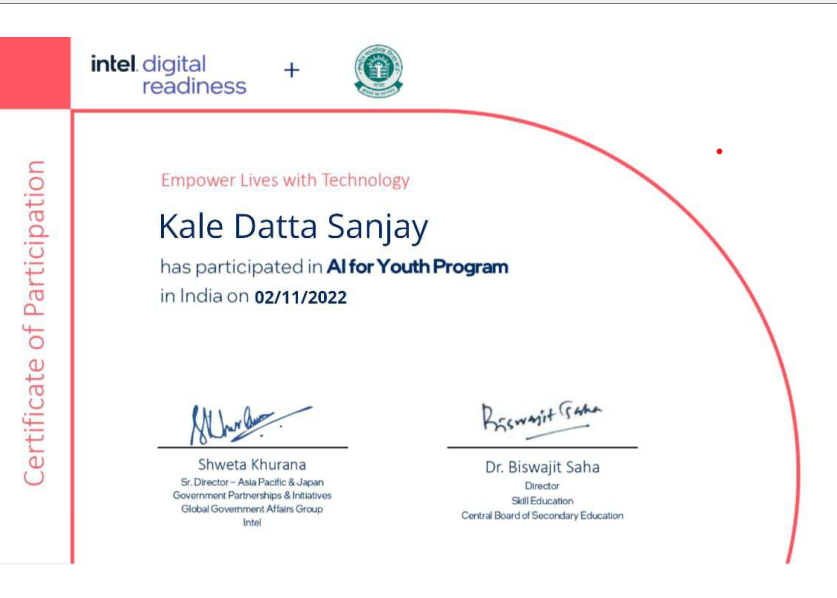 intel. digital
readiness
+
Certificate of Participation
Empower Lives with Technology
Kale Datta Sanjay
has participated in AI for Youth Program
in India on 02/11/2022
Biswajit Saha
Shweta Khurana
Sr. Director – Asia Pacific & Japan
Government Partnerships & Initiatives
Global Government Affairs Group
Intel
Dr. Biswajit Saha
Director
Skill Education
Central Board of Secondary Education